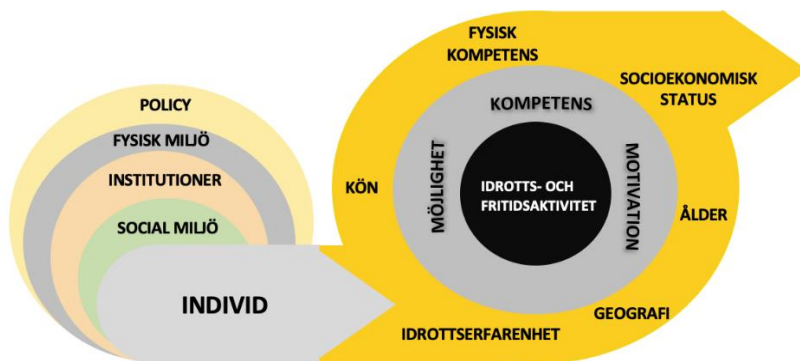 POLICY
FYSISK MILJÖ
INSTITUTIONER
SOCIAL MILJÖ
INDIVID
FYSISK
KOMPETENS
SOCIOEKONOMISK
STATUS
KÖN
ÅLDER
GEOGRAFI
IDROTTSERFARENHET
KOMPETENS
MÖJLIGHET
MOTIVATION
IDROTTS- OCH
FRITIDSAKTIVITET